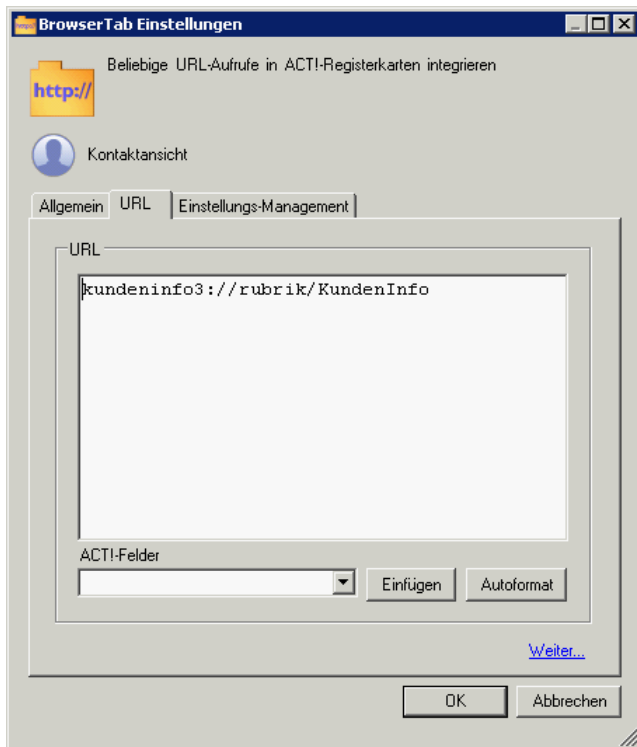 BrowserTab Einstellungen
http://
Beliebige URL-Aufrufe in ACT!-Registerkarten integrieren
http://
Kontaktansicht
Allgemein URL Einstellungs-Management
URL
kundeninfo3://rubrik/KundenInfo
ACT!-Felder
Einfügen Autoformat
Weiter...
OK Abbrechen